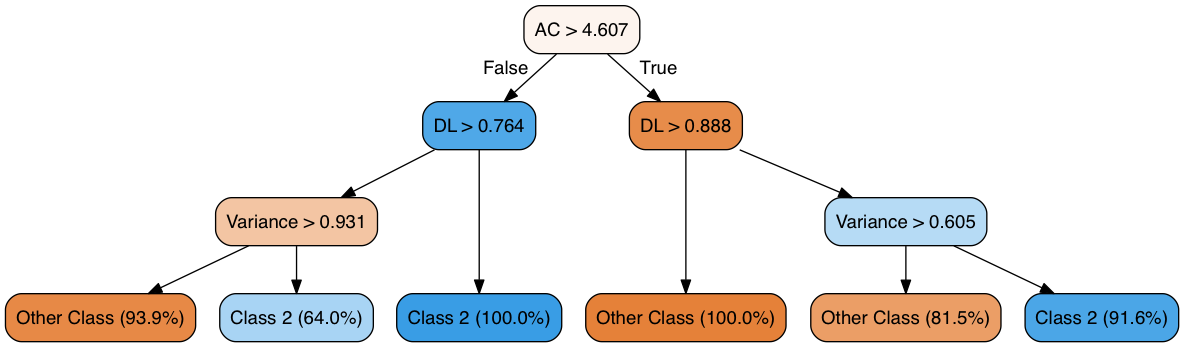 AC > 4.607
False
True
DL > 0.764
DL > 0.888
Variance > 0.931
Variance > 0.605
Other Class (93.9%)
Class 2 (64.0%)
Class 2 (100.0%)
Other Class (100.0%)
Other Class (81.5%)
Class 2 (91.6%)